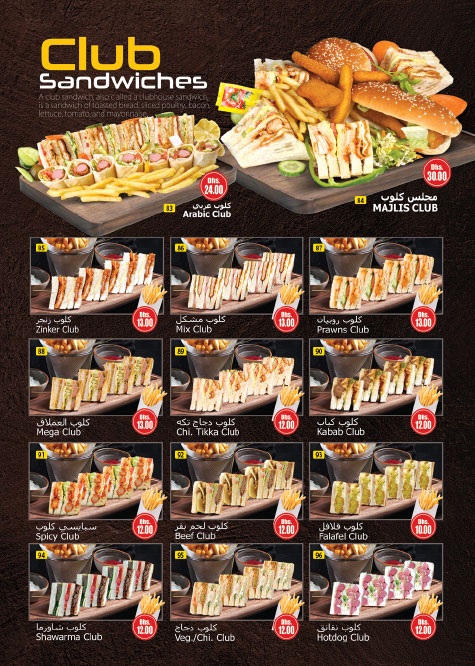 Club
Sandwiches
A club sandwich, also called a clubhouse sandwich,
is a sandwich of toasted bread, sliced poultry, bacon,
lettuce, tomato, and mayonnaise.
Dhs.
24.00
83
كلوب عربي
Arabic Club
Dhs.
30.00
84
مجلس كلوب
MAJLIS CLUB
85
كلوب زنجر
Zinker Club
Dhs.
13.00
86
كلوب مشكل
Mix Club
Dhs.
13.00
87
كلوب روبيان
Prawns Club
Dhs.
13.00
88
كلوب العملاق
Mega Club
Dhs.
13.00
89
كلوب دجاج تكه
Chi. Tikka Club
Dhs.
12.00
90
كلوب كباب
Kabab Club
Dhs.
12.00
91
سبايسي كلوب
Spicy Club
Dhs.
12.00
92
كلوب لحم بقر
Beef Club
Dhs.
12.00
93
كلوب فلافل
Falafel Club
Dhs.
10.00
94
كلوب شاورما
Shawarma Club
Dhs.
12.00
95
كلوب دجاج
Veg./Chi. Club
Dhs.
12.00
96
كلوب نقانق
Hotdog Club
Dhs.
12.00